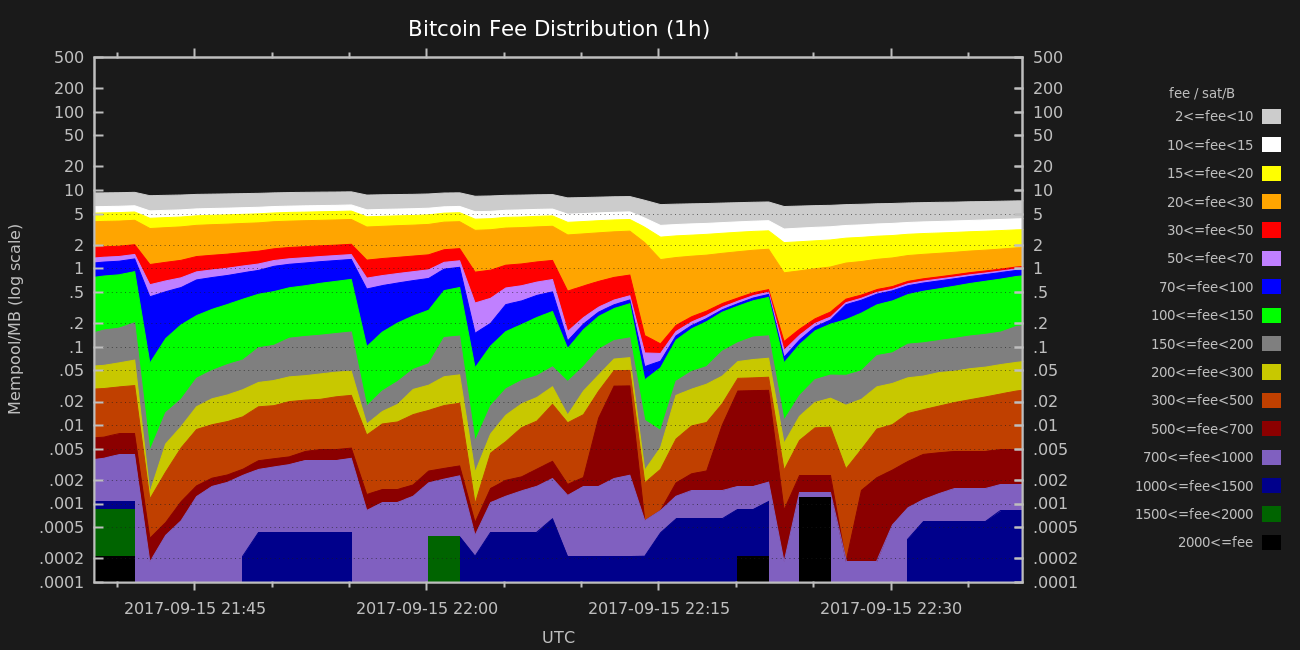 Bitcoin Fee Distribution (1h)
500 500
200 200
100 100
50 50
20 20
10 10
5 5
2 2
1 1
.5 .5
.2 .2
.1 .1
.05 .05
.02 .02
.01 .01
.005 .005
.002 .002
.001 .001
.0005 .0005
.0002 .0002
.0001 .0001
Mempool/MB (log scale)
2017-09-15 21:45 2017-09-15 22:00 2017-09-15 22:15 2017-09-15 22:30
UTC
fee / sat/B
2<=fee<10
10<=fee<15
15<=fee<20
20<=fee<30
30<=fee<50
50<=fee<70
70<=fee<100
100<=fee<150
150<=fee<200
200<=fee<300
300<=fee<500
500<=fee<700
700<=fee<1000
1000<=fee<1500
1500<=fee<2000
2000<=fee